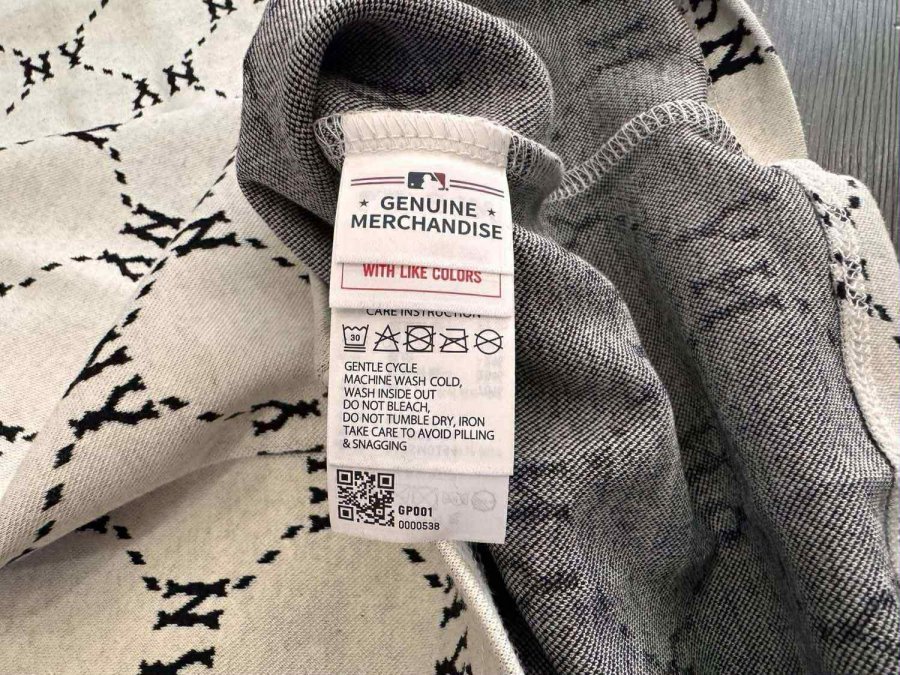 GENUINE
MERCHANDISE
WITH LIKE COLORS
CARE INSTRUCTION
30
GENTLE CYCLE
MACHINE WASH COLD,
WASH INSIDE OUT
DO NOT BLEACH,
DO NOT TUMBLE DRY, IRON
TAKE CARE TO AVOID PILLING
& SNAGGING
GP001
0000538